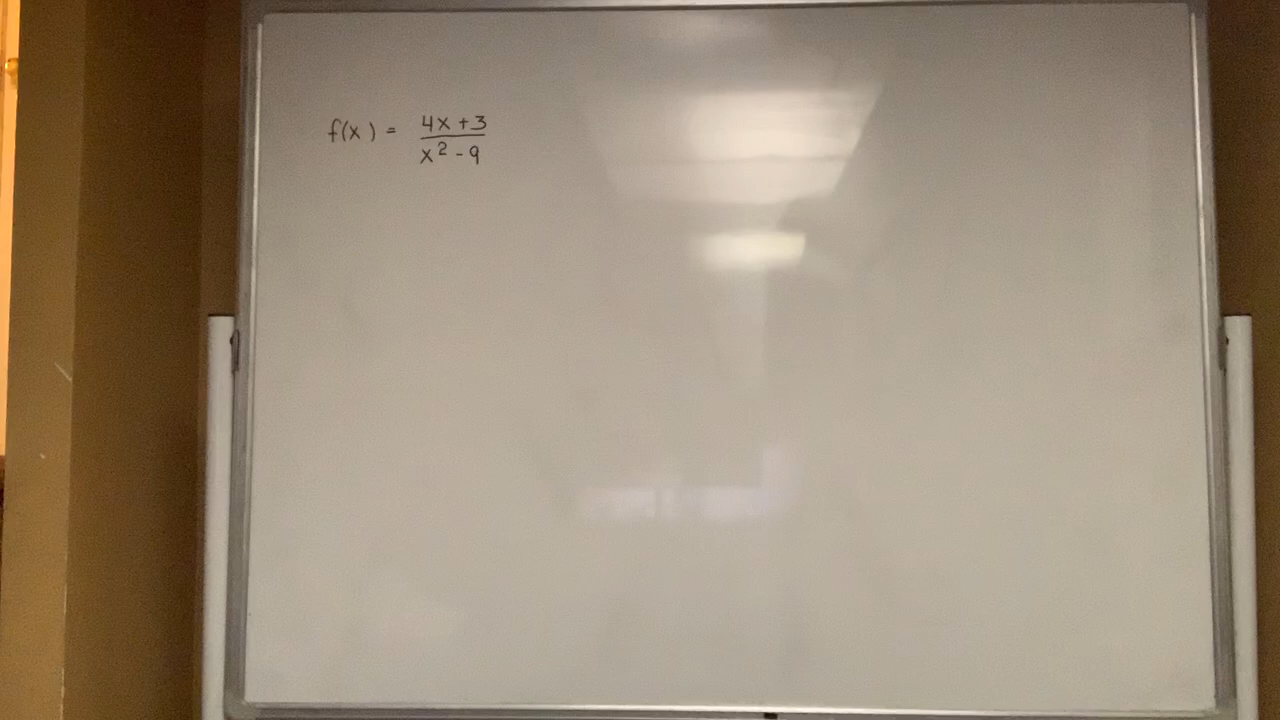 f(x) = (4x + 3)/(x² - 9)